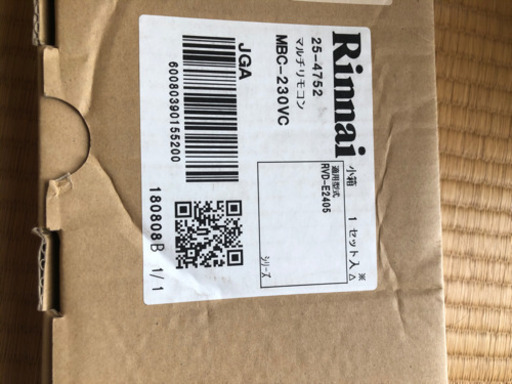 Rinnai
小箱 1セット入 ※△
25-4752
マルチリモコン
MBC-230VC
適用型式
RVD-E2405
シリーズ
JGA
60080390155200
180808B 1/1